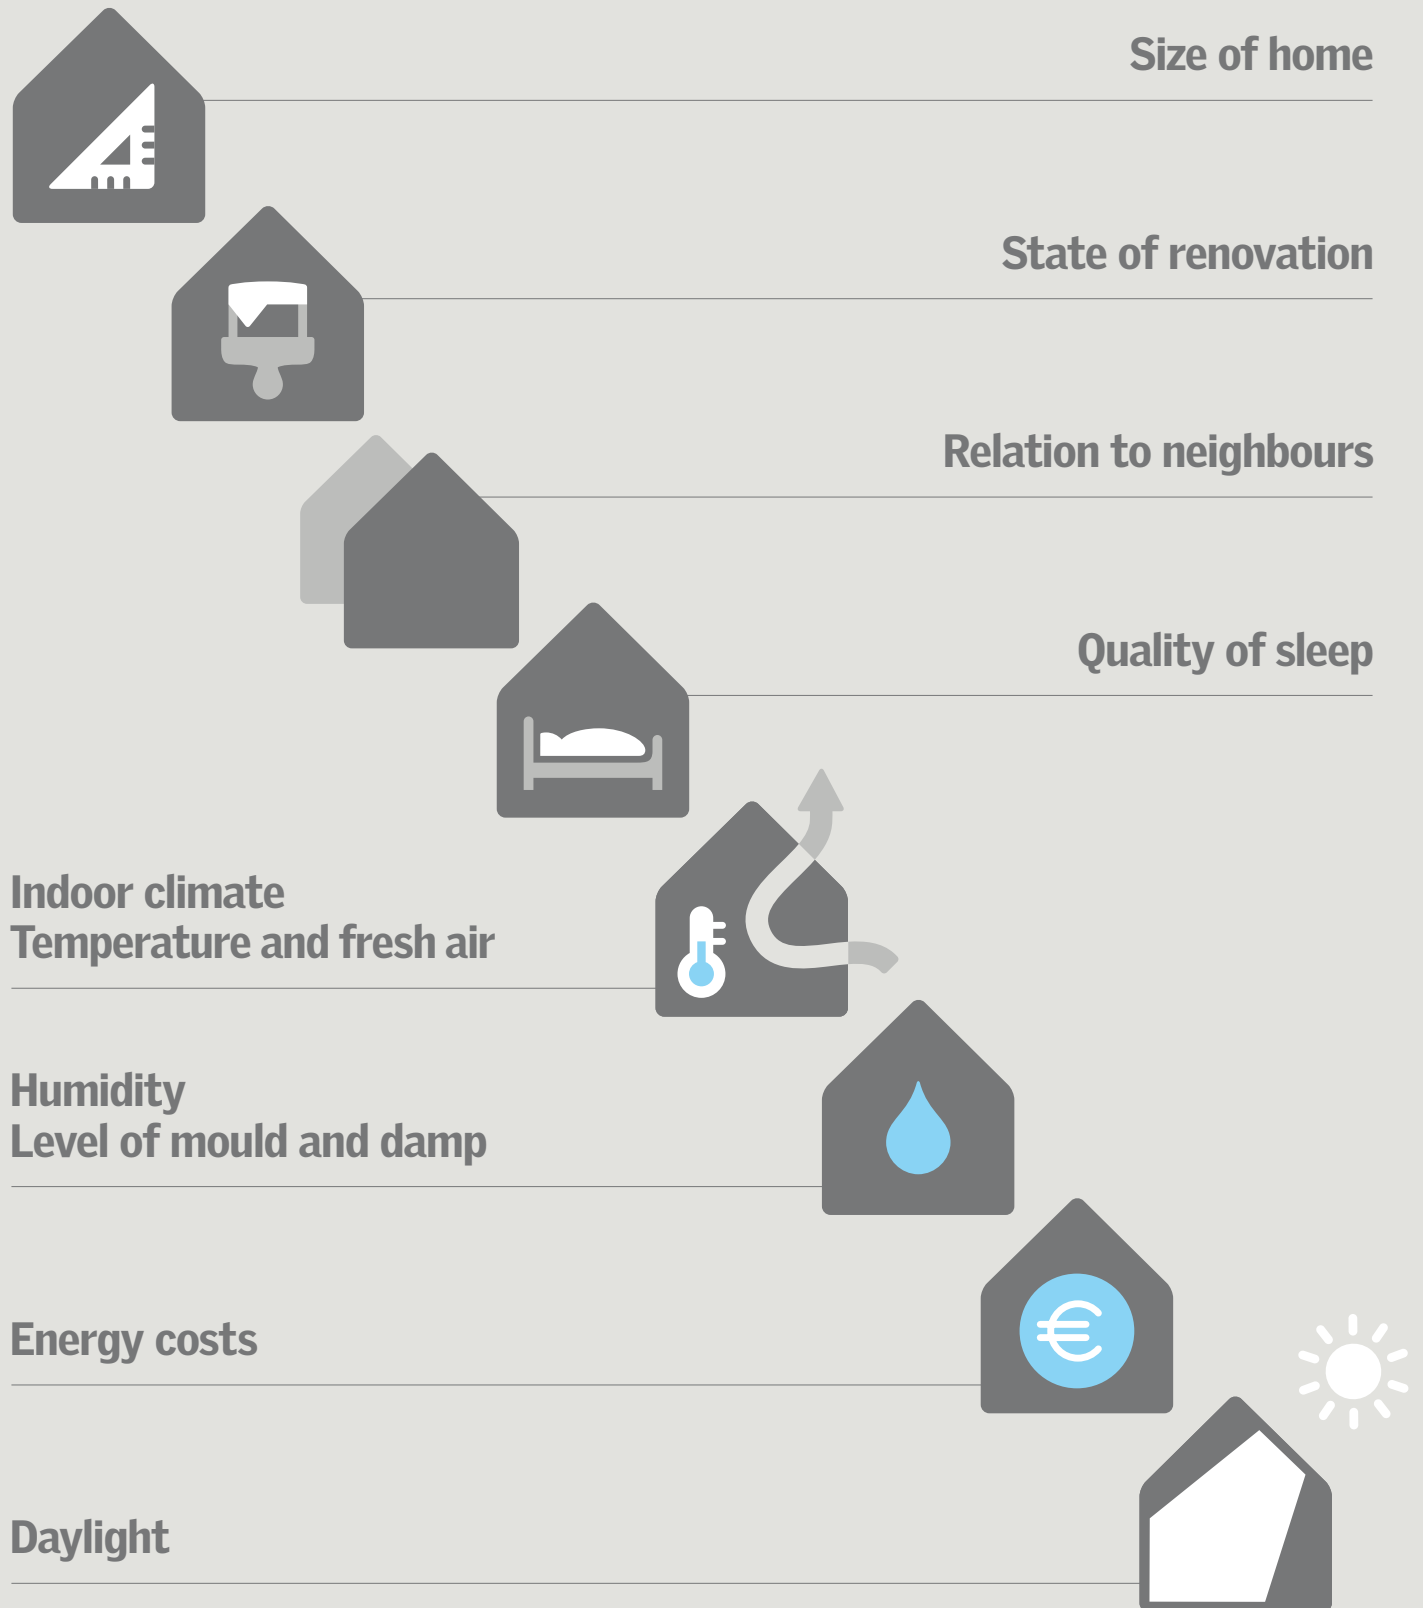 Size of home
State of renovation
Relation to neighbours
Quality of sleep
Indoor climate
Temperature and fresh air
Humidity
Level of mould and damp
€
Energy costs
Daylight